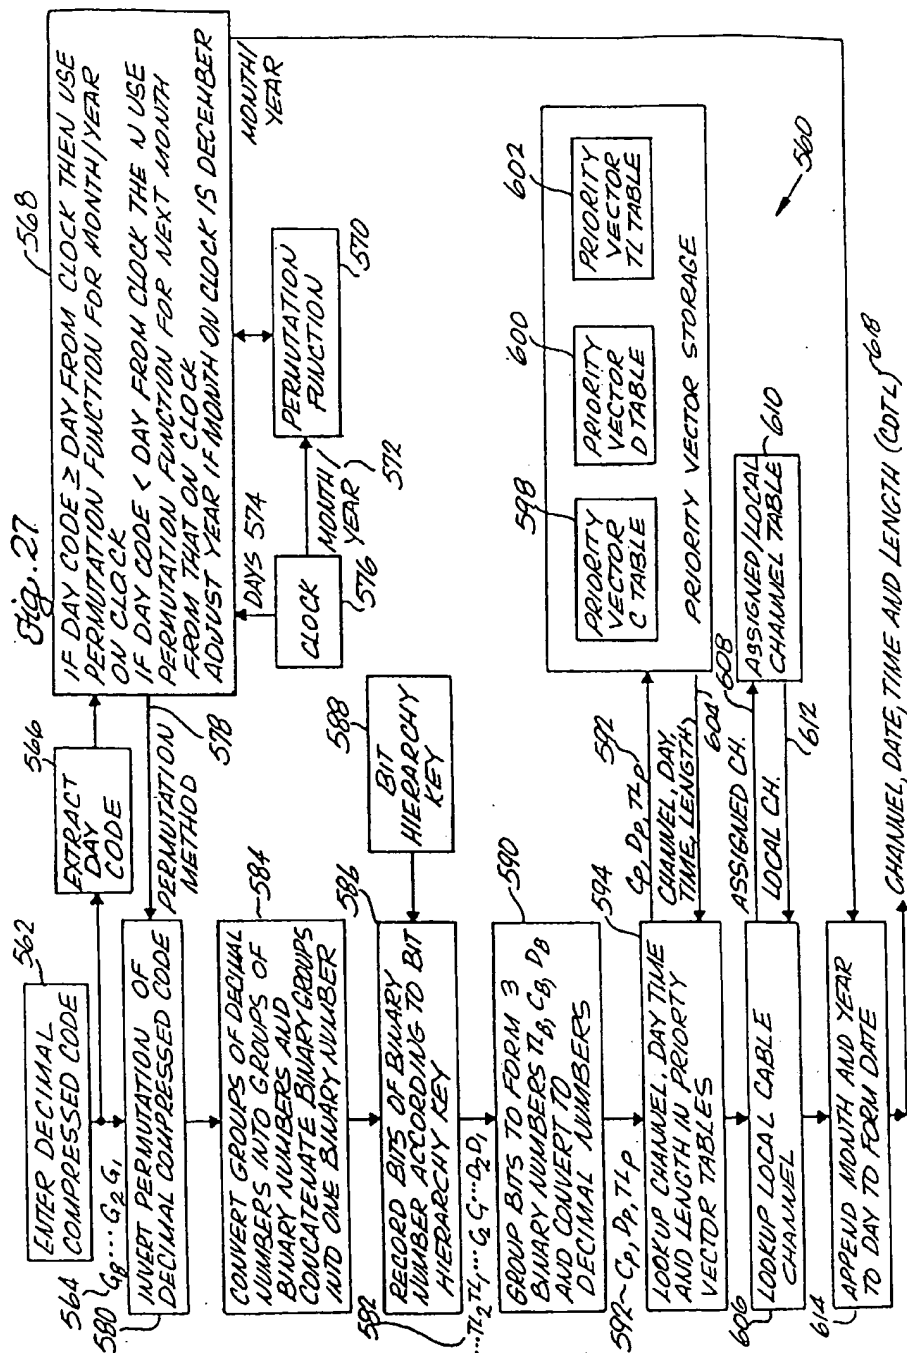 Fig. 27
562
ENTER DECIMAL
COMPRESSED CODE
564
G8 ···· G2 G1
566
EXTRACT
DAY
CODE
568
IF DAY CODE ≥ DAY FROM CLOCK THEN USE
PERMUTATION FUNCTION FOR MONTH/YEAR
ON CLOCK
IF DAY CODE < DAY FROM CLOCK THE N USE
PERMUTATION FUNCTION FOR NEXT MONTH
FROM THAT ON CLOCK
ADJUST YEAR IF MONTH ON CLOCK IS DECEMBER
MONTH/
YEAR
DAYS 574
CLOCK
576
MONTH/
YEAR
572
PERMUTATION
FUNCTION
570
PERMUTATION
METHOD
578
580
INVERT PERMUTATION OF
DECIMAL COMPRESSED CODE
584
CONVERT GROUPS OF DECIMAL
NUMBERS INTO GROUPS OF
BINARY NUMBERS AND
CONCATENATE BINARY GROUPS
INTO ONE BINARY NUMBER
586
588
BIT
HIERARCHY
KEY
RECORD BITS OF BINARY
NUMBER ACCORDING TO BIT
HIERARCHY KEY
582
...TL2 TL1 ···· C2 C1 ···· D2 D1
590
GROUP BITS TO FORM 3
BINARY NUMBERS TLB, CB, DB
AND CONVERT TO
DECIMAL NUMBERS
592~CP, DP, TLP
594
LOOKUP CHANNEL, DAY TIME
AND LENGTH IN PRIORTY
VECTOR TABLES
CP, DP, TLP
592
CHANNEL, DAY,
TIME, LENGTH
604
598
PRIORITY
VECTOR
C TABLE
600
PRIORITY
VECTOR
D TABLE
602
PRIORITY
VECTOR
TL TABLE
PRIORITY VECTOR STORAGE
560
606
LOOKUP LOCAL CABLE
CHANNEL
ASSIGNED CH.
608
LOCAL CH.
612
ASSIGNED/LOCAL
CHANNEL TABLE
610
614
APPEND MONTH AND YEAR
TO DAY TO FORM DATE
CHANNEL, DATE, TIME AND LENGTH (CDTL)
618